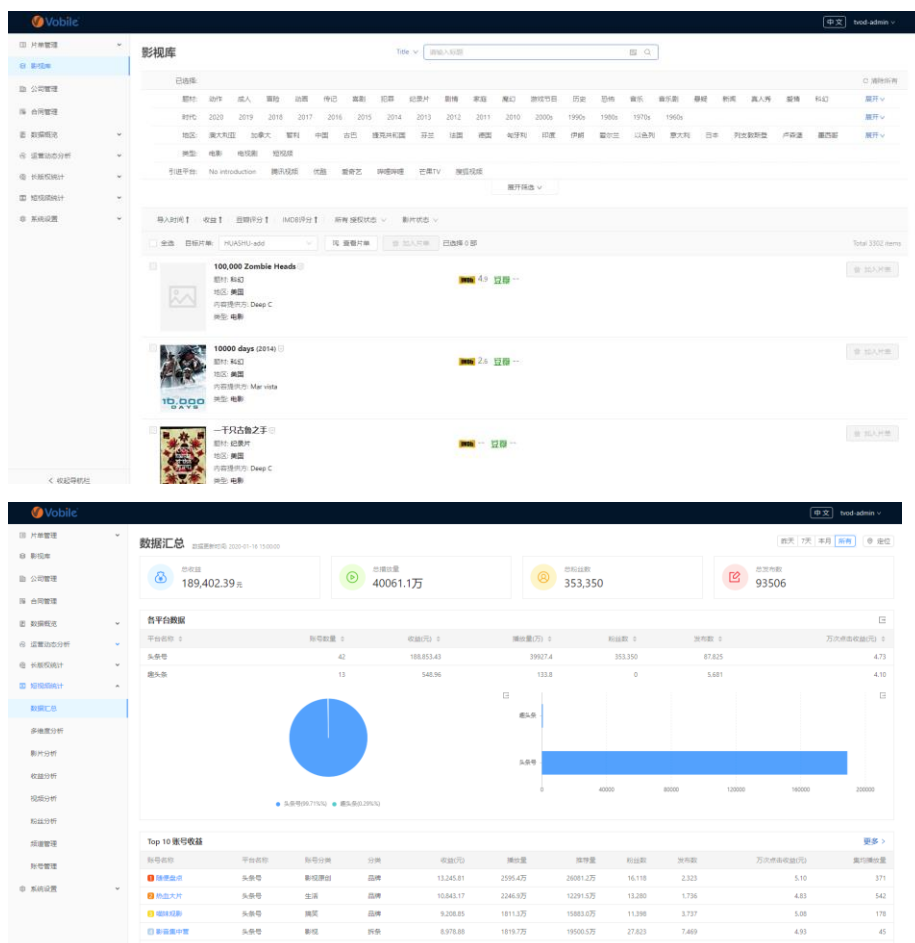 Vobile
中文 tvod-admin
片单管理
影视库
公司管理
合同管理
数据概览
运营动态分析
长版权统计
短视频统计
系统设置
收起导航栏
影视库
Title 请输入标题
已选择: 清除所有
题材: 动作 成人 冒险 动画 传记 喜剧 犯罪 纪录片 剧情 家庭 魔幻 游戏节目 历史 恐怖 音乐 音乐剧 悬疑 新闻 真人秀 爱情 科幻 展开
时代: 2020 2019 2018 2017 2016 2015 2014 2013 2012 2011 2010 2000s 1990s 1980s 1970s 1960s 展开
地区: 澳大利亚 加拿大 智利 中国 古巴 捷克共和国 芬兰 法国 德国 匈牙利 印度 伊朗 爱尔兰 以色列 意大利 日本 列支敦斯登 卢森堡 墨西哥 展开
类型: 电影 电视剧 短视频
引进平台: No introduction 腾讯视频 优酷 爱奇艺 哔哩哔哩 芒果TV 搜狐视频
展开筛选
导入时间 收益 豆瓣评分 IMDB评分 所有 授权状态 影片状态
全选 目标片单: HUASHU-add 查看片单 加入片单 已选择 0 部 Total 3302 items
100,000 Zombie Heads
题材: 科幻
地区: 美国
内容提供方: Deep C
类型: 电影
IMDb 4.9 豆瓣 --
加入片单
10000 days (2014)
题材: 科幻
地区: 美国
内容提供方: Mar vista
类型: 电影
IMDb 2.6 豆瓣 --
加入片单
10,000
DAYS
一千只古鱼之手
题材: 纪录片
地区: 美国
内容提供方: Deep C
类型: 电影
IMDb -- 豆瓣 --
加入片单
Vobile
中文 tvod-admin
片单管理
影视库
公司管理
合同管理
数据概览
运营动态分析
长版权统计
短视频统计
数据汇总
多维度分析
影片分析
收益分析
视频分析
粉丝分析
频道管理
账号管理
系统设置
数据汇总 数据更新时间: 2020-01-16 15:00:00
昨天 7天 本月 所有
总收益
189,402.39 元
总播放量
40061.1万
总粉丝数
353,350
总发布数
93506
各平台数据
平台名称 账号数量 收益(元) 播放量(万) 粉丝数 发布数 万次点击收益(元)
头条号 42 188,853.43 39927.4 353,350 87,825 4.73
趣头条 13 548.96 133.8 0 5,681 4.10
头条号(99.71%%) 趣头条(0.29%%)
趣头条
头条号
0 40000 80000 120000 160000 200000
Top 10 账号收益 更多
账号名称 平台名称 账号分类 分类 收益(元) 播放量 推荐量 粉丝数 发布数 万次点击收益(元) 集均播放量
1 随便盘点 头条号 影视原创 品牌 13,245.81 2595.4万 26081.2万 16,118 2,323 5.10 371
2 热血大片 头条号 生活 品牌 10,843.17 2246.9万 12291.5万 13,280 1,736 4.83 542
3 咖味观影 头条号 搞笑 品牌 9,208.85 1811.3万 15883.0万 11,398 3,737 5.08 178
头条号 影视 拆条 8,978.88 1819.7万 19500.5万 27,823 7,469 4.93 45